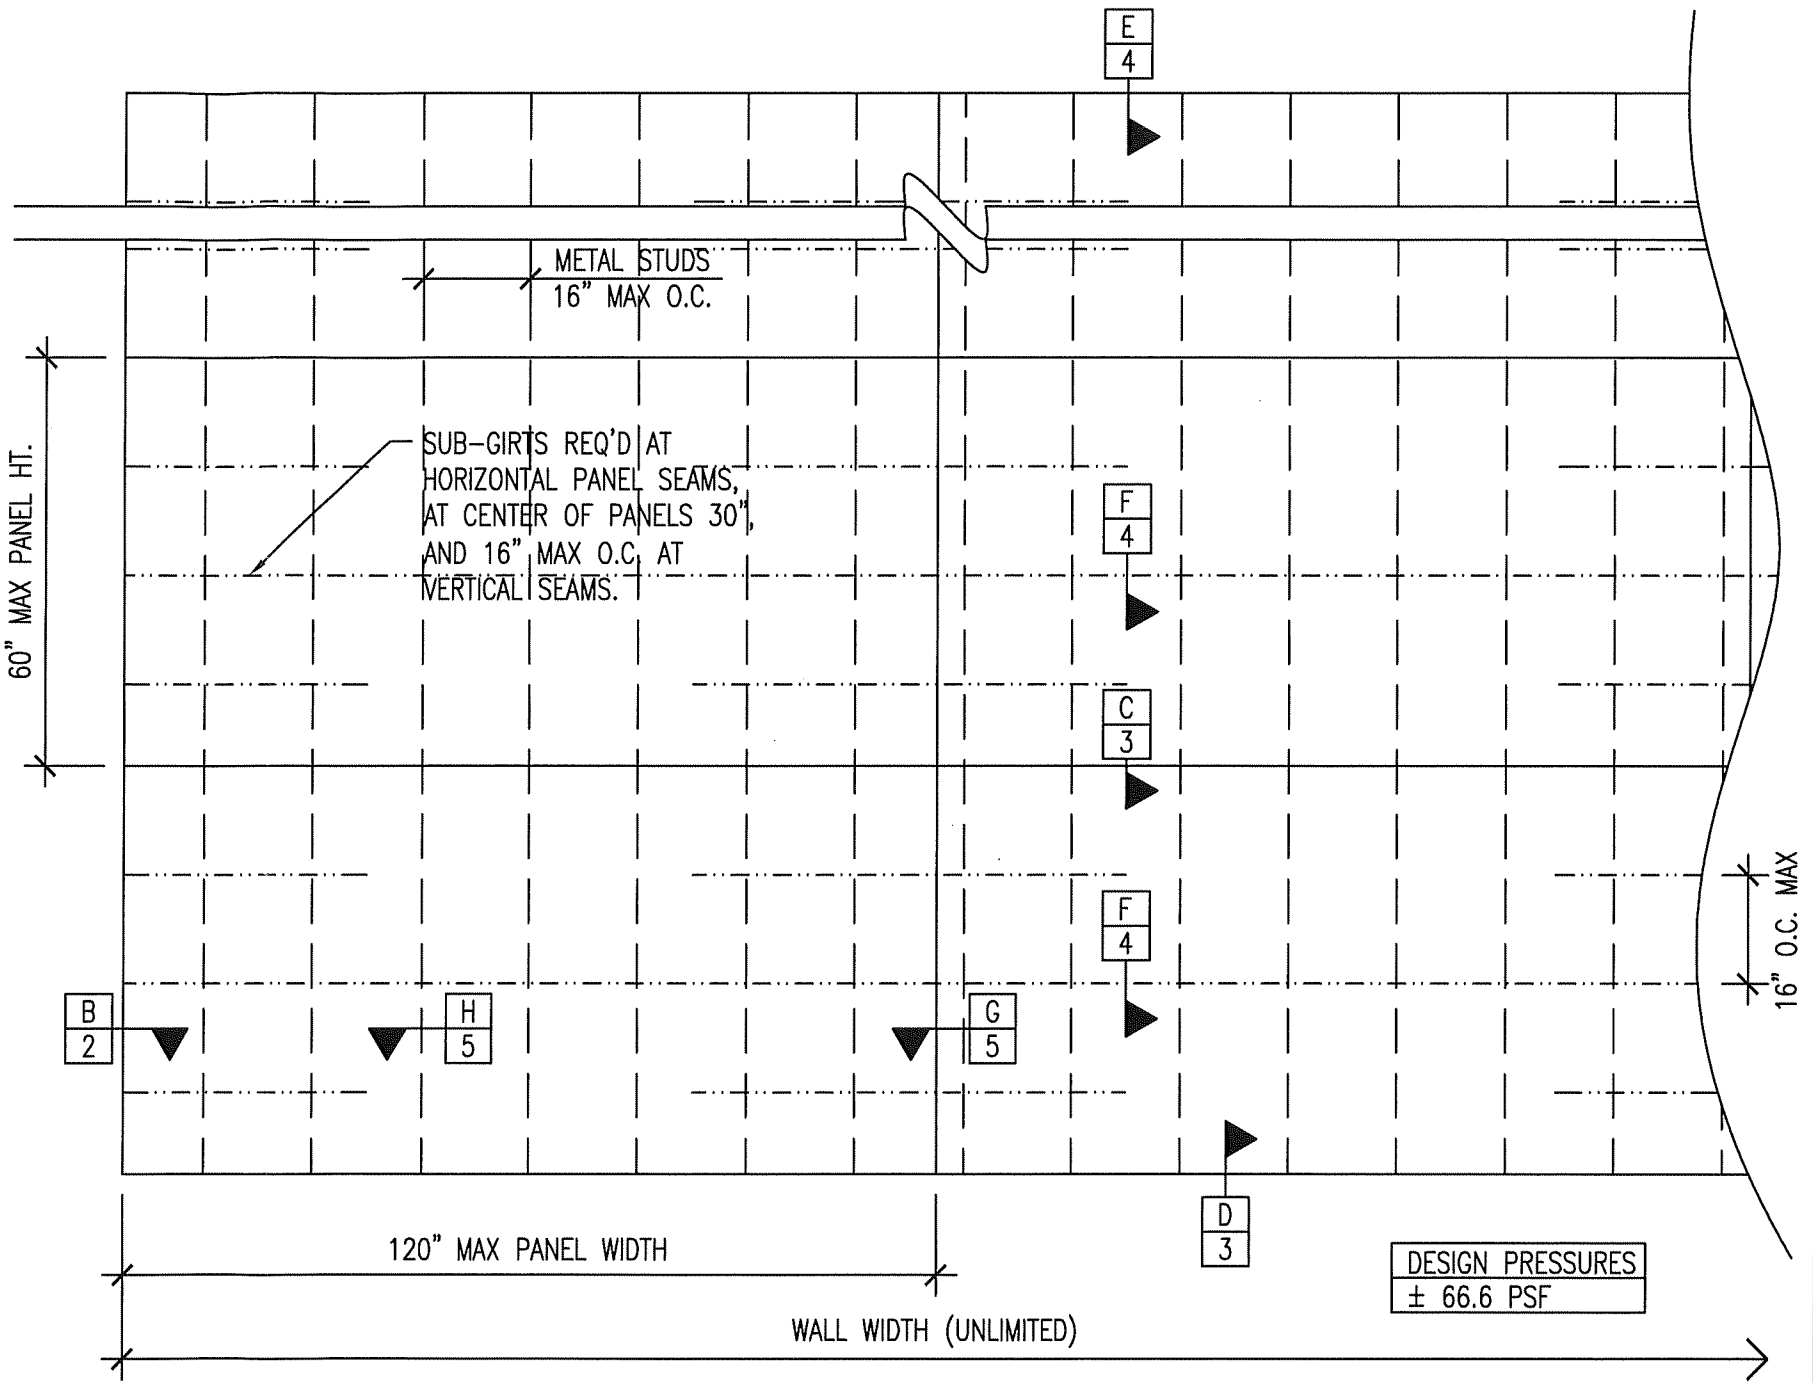 E
4
METAL STUDS
16" MAX O.C.
60" MAX PANEL HT.
SUB-GIRTS REQ'D AT
HORIZONTAL PANEL SEAMS,
AT CENTER OF PANELS 30",
AND 16" MAX O.C. AT
VERTICAL SEAMS.
F
4
C
3
F
4
16" O.C. MAX
B
2
H
5
G
5
D
3
120" MAX PANEL WIDTH
DESIGN PRESSURES
± 66.6 PSF
WALL WIDTH (UNLIMITED)